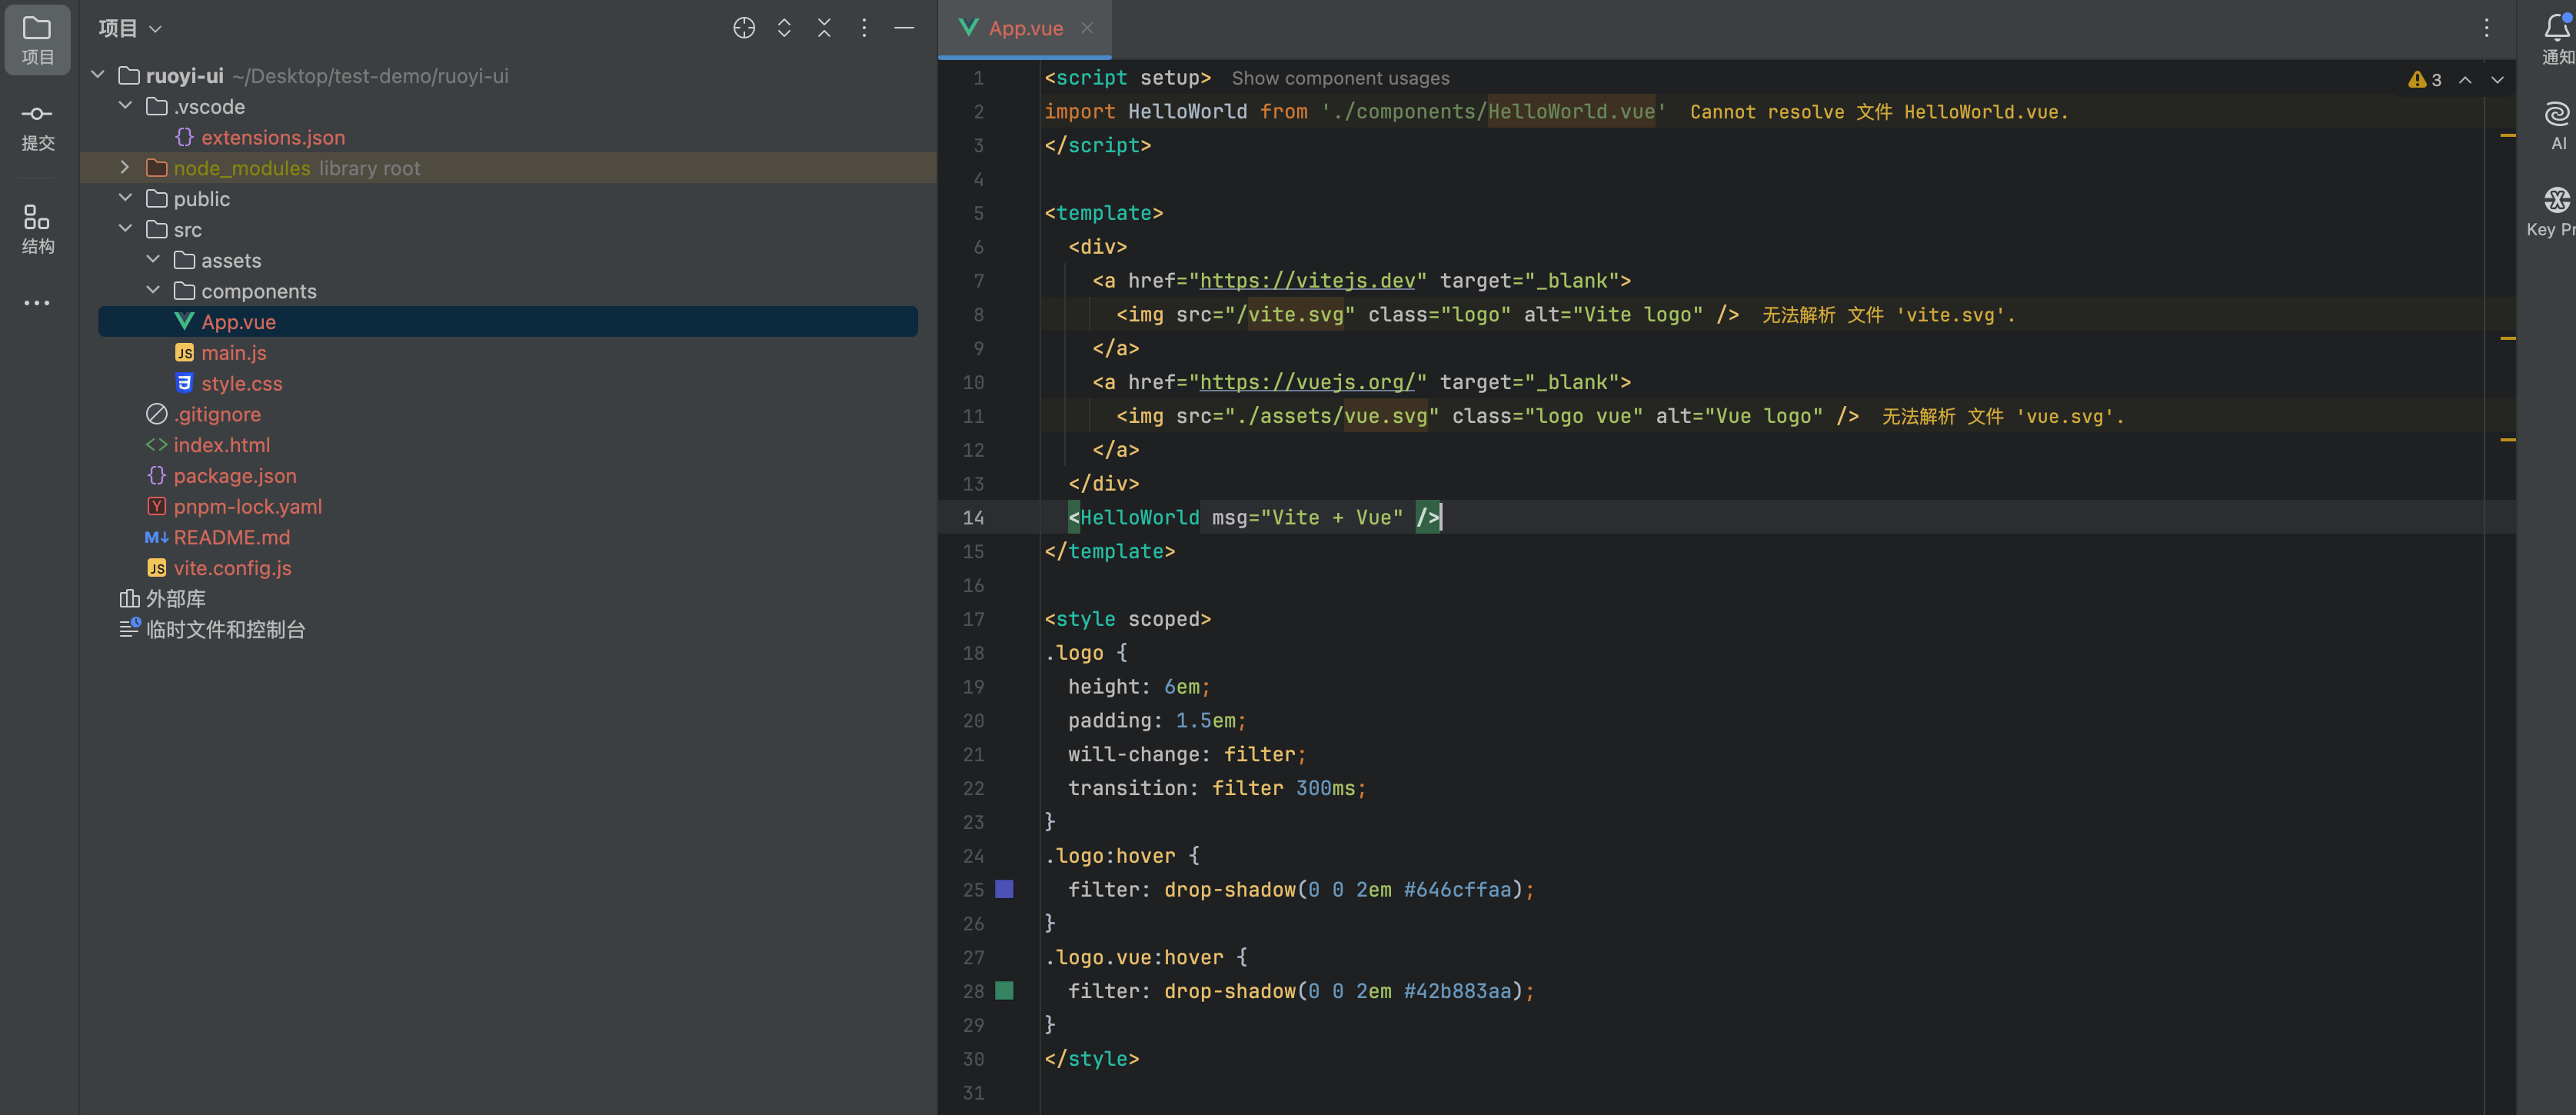 项目
提交
结构
项目
ruoyi-ui ~/Desktop/test-demo/ruoyi-ui
.vscode
extensions.json
node_modules library root
public
src
assets
components
App.vue
main.js
style.css
.gitignore
index.html
package.json
pnpm-lock.yaml
README.md
vite.config.js
外部库
临时文件和控制台
App.vue
3
1 <script setup> Show component usages
2 import HelloWorld from './components/HelloWorld.vue' Cannot resolve 文件 HelloWorld.vue.
3 </script>
4
5 <template>
6 <div>
7 <a href="https://vitejs.dev" target="_blank">
8 <img src="/vite.svg" class="logo" alt="Vite logo" /> 无法解析 文件 'vite.svg'.
9 </a>
10 <a href="https://vuejs.org/" target="_blank">
11 <img src="./assets/vue.svg" class="logo vue" alt="Vue logo" /> 无法解析 文件 'vue.svg'.
12 </a>
13 </div>
14 <HelloWorld msg="Vite + Vue" />
15 </template>
16
17 <style scoped>
18 .logo {
19 height: 6em;
20 padding: 1.5em;
21 will-change: filter;
22 transition: filter 300ms;
23 }
24 .logo:hover {
25 filter: drop-shadow(0 0 2em #646cffaa);
26 }
27 .logo.vue:hover {
28 filter: drop-shadow(0 0 2em #42b883aa);
29 }
30 </style>
31
通知
AI
Key Pr